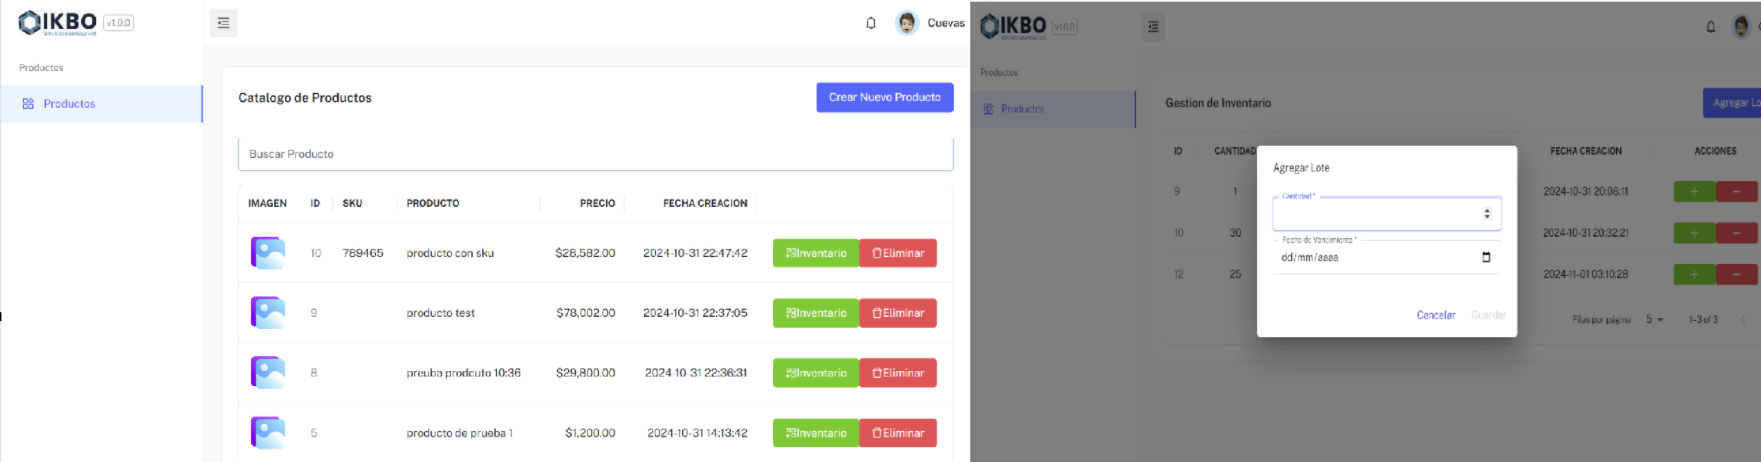 IKBO v1.0.0
Cuevas
Productos
Productos
Catalogo de Productos
Crear Nuevo Producto
Buscar Producto
IMAGEN ID SKU PRODUCTO PRECIO FECHA CREACION
10 789465 producto con sku $28,582.00 2024-10-31 22:47:42 Inventario Eliminar
9 producto test $78,002.00 2024-10-31 22:37:05 Inventario Eliminar
8 preuba prodcuto 10:36 $29,800.00 2024-10-31 22:36:31 Inventario Eliminar
5 producto de prueba 1 $1,200.00 2024-10-31 14:13:42 Inventario Eliminar
IKBO v1.0.0
Productos
Productos
Gestion de Inventario
Agregar Lo
ID CANTIDAD FECHA CREACION ACCIONES
9 1 2024-10-31 20:08:11 + −
10 30 2024-10-31 20:32:21 + −
12 25 2024-11-01 03:10:28 + −
Filas por página 5 1-3 of 3
Agregar Lote
Cantidad *
Fecha de Vencimiento *
dd/mm/aaaa
Cancelar Guardar